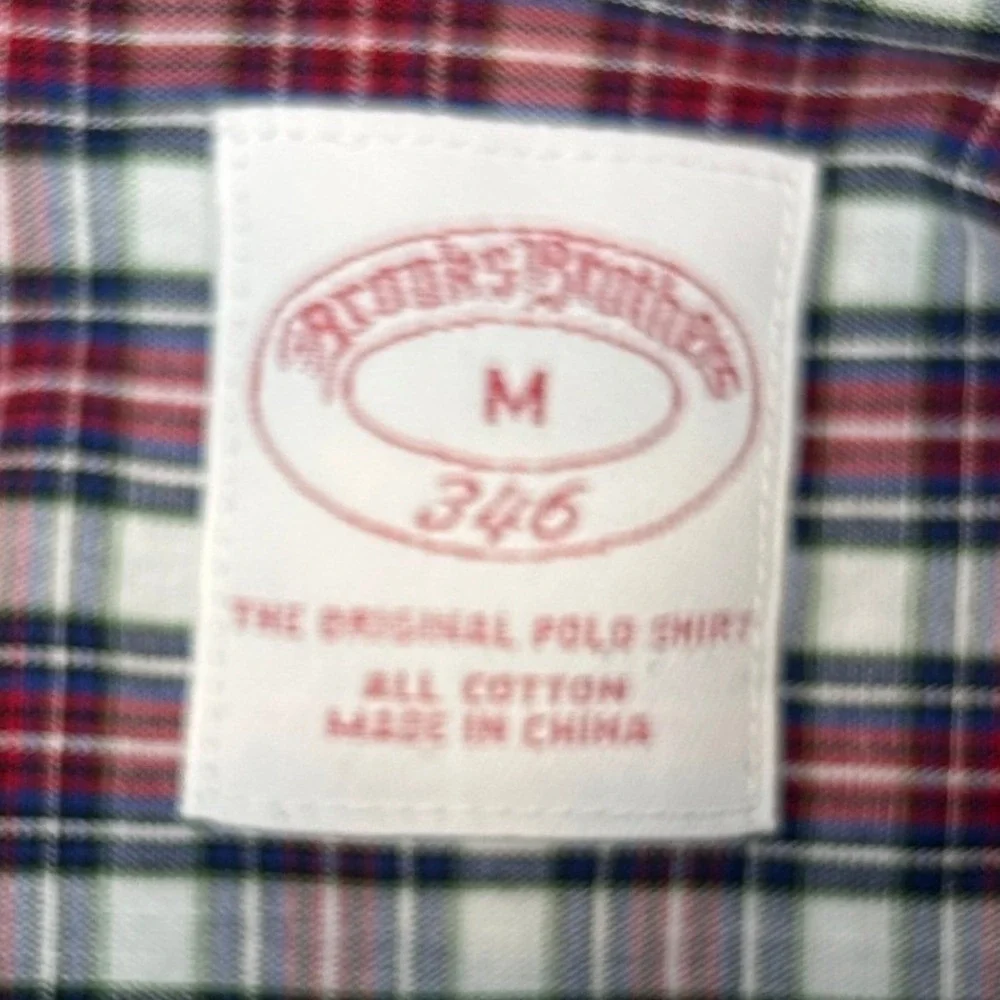 Brooks Brothers
M
346
THE ORIGINAL POLO SHIRT
ALL COTTON
MADE IN CHINA